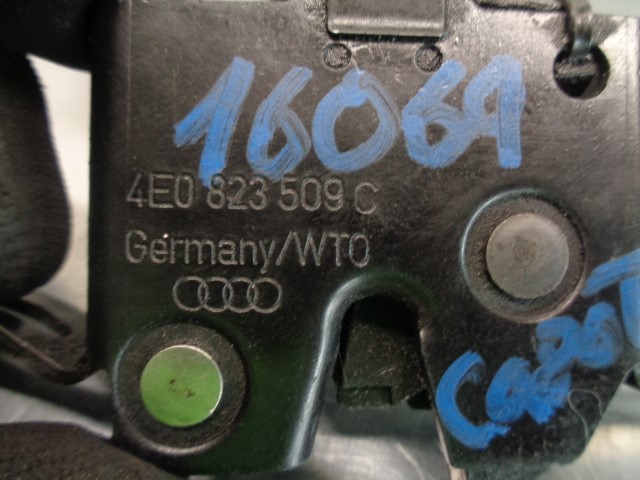 16069
4E0 823 509 C
Germany/WTO
CAPOT